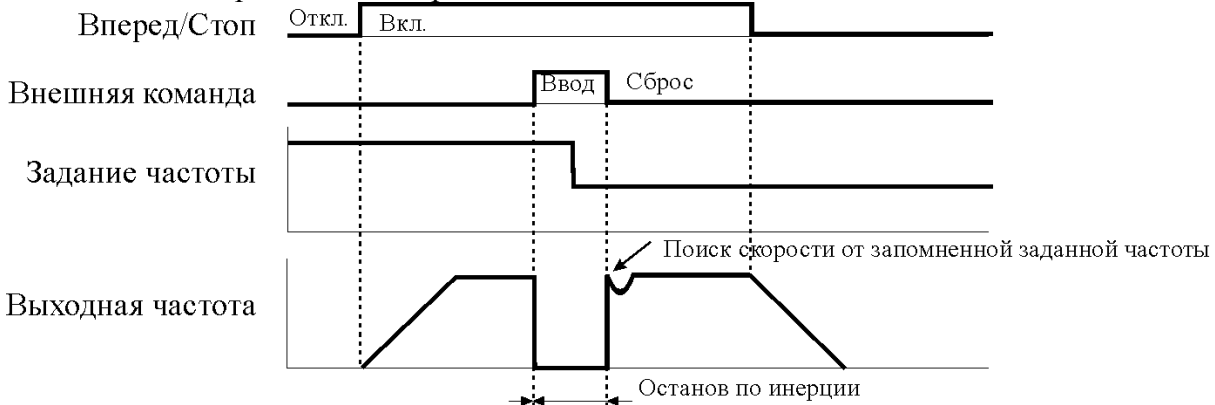 Вперед/Стоп
Откл.
Вкл.
Внешняя команда
Ввод
Сброс
Задание частоты
Поиск скорости от запомненной заданной частоты
Выходная частота
Останов по инерции